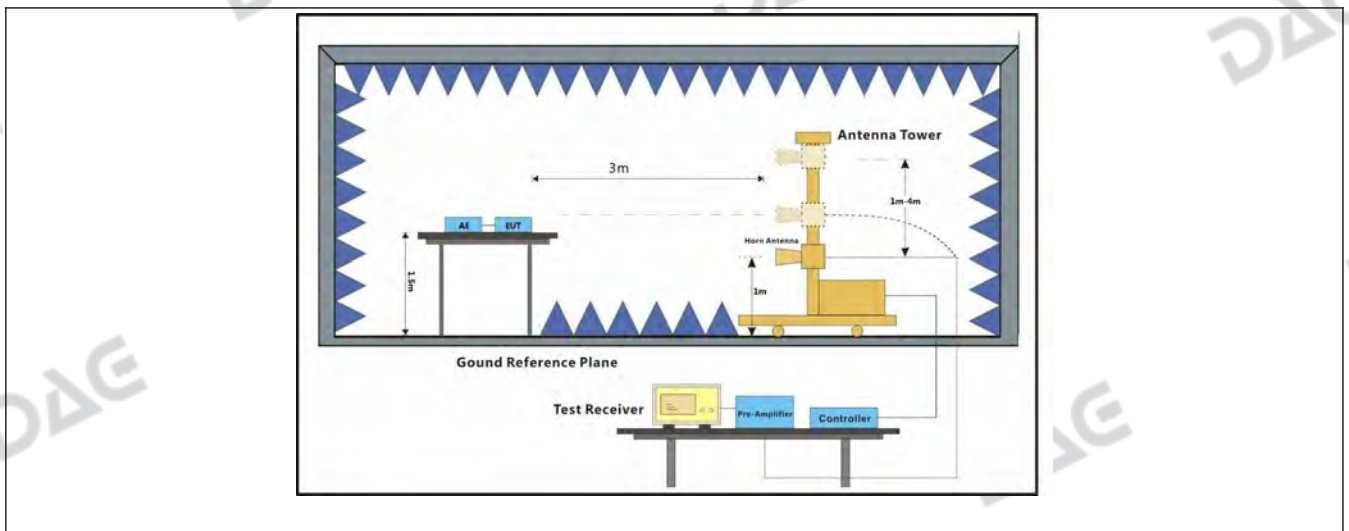 DAG
DAG
Antenna Tower
3m
1m-4m
AE
EUT
Horn Antenna
1.5m
1m
Gound Reference Plane
DAG
Test Receiver
Pre-Amplifier
Controller